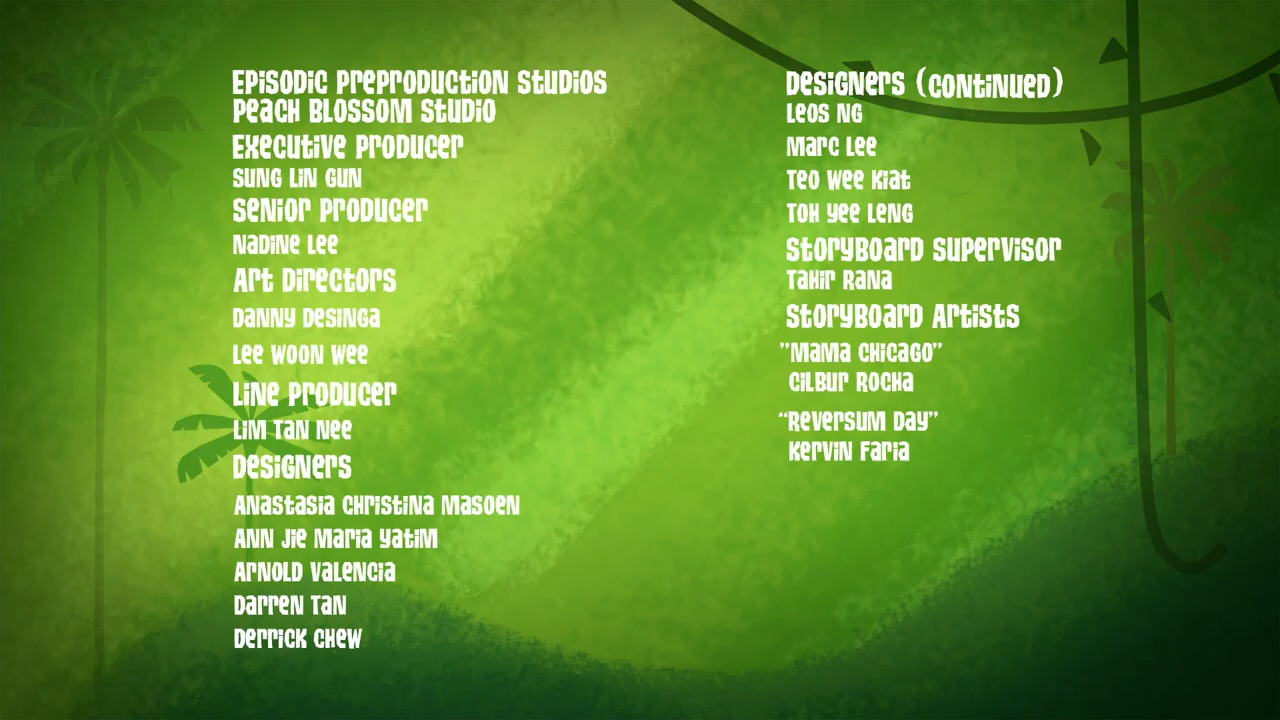 Episodic Preproduction Studios
Peach Blossom Studio
Executive Producer
Sung Lin Gun
Senior Producer
Nadine Lee
Art Directors
Danny Desinga
Lee Woon Wee
Line Producer
Lim Tan Nee
Designers
Anastasia Christina Masoen
Ann Jie Maria Yatim
Arnold Valencia
Darren Tan
Derrick Chew
Designers (continued)
Leos Ng
Marc Lee
Teo Wee Kiat
Toh Yee Leng
Storyboard Supervisor
Tahir Rana
Storyboard Artists
”Mama Chicago”
Gilbur Rocha
“Reversum Day”
Kervin Faria